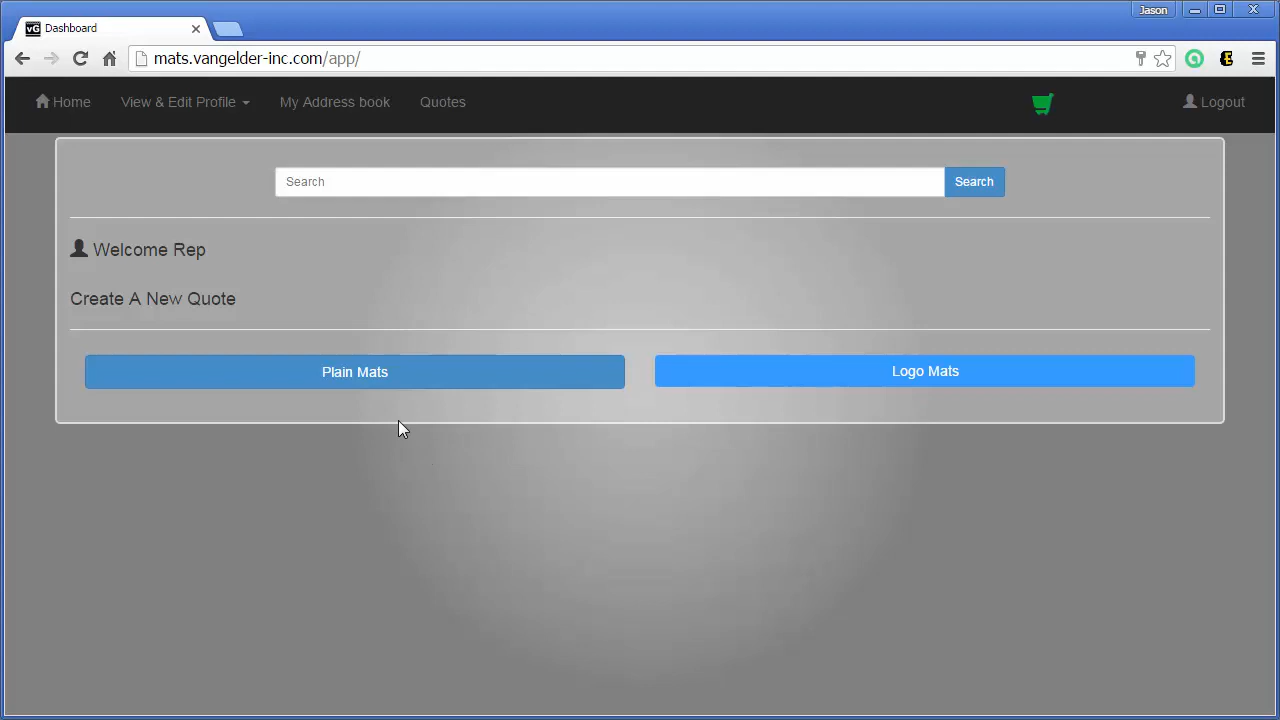 Jason
vG Dashboard
mats.vangelder-inc.com/app/
Home View & Edit Profile My Address book Quotes Logout
Search Search
Welcome Rep
Create A New Quote
Plain Mats Logo Mats